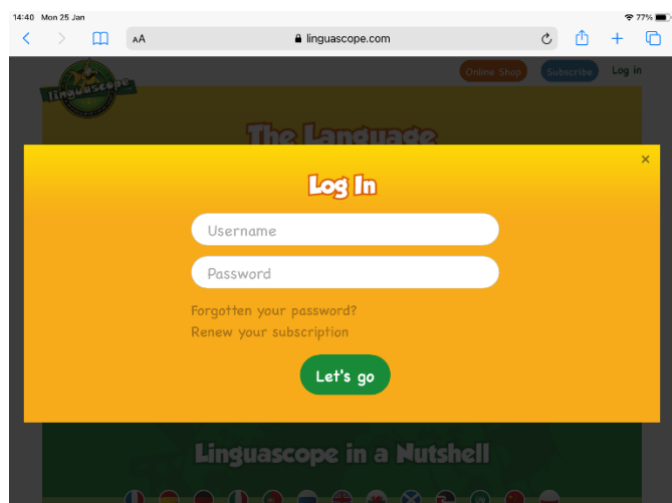 14:40 Mon 25 Jan
77%
AA
linguascope.com
linguascope
Online Shop
Subscribe
Log in
The Language
×
Log In
Username
Password
Forgotten your password?
Renew your subscription
Let's go
Linguascope in a Nutshell